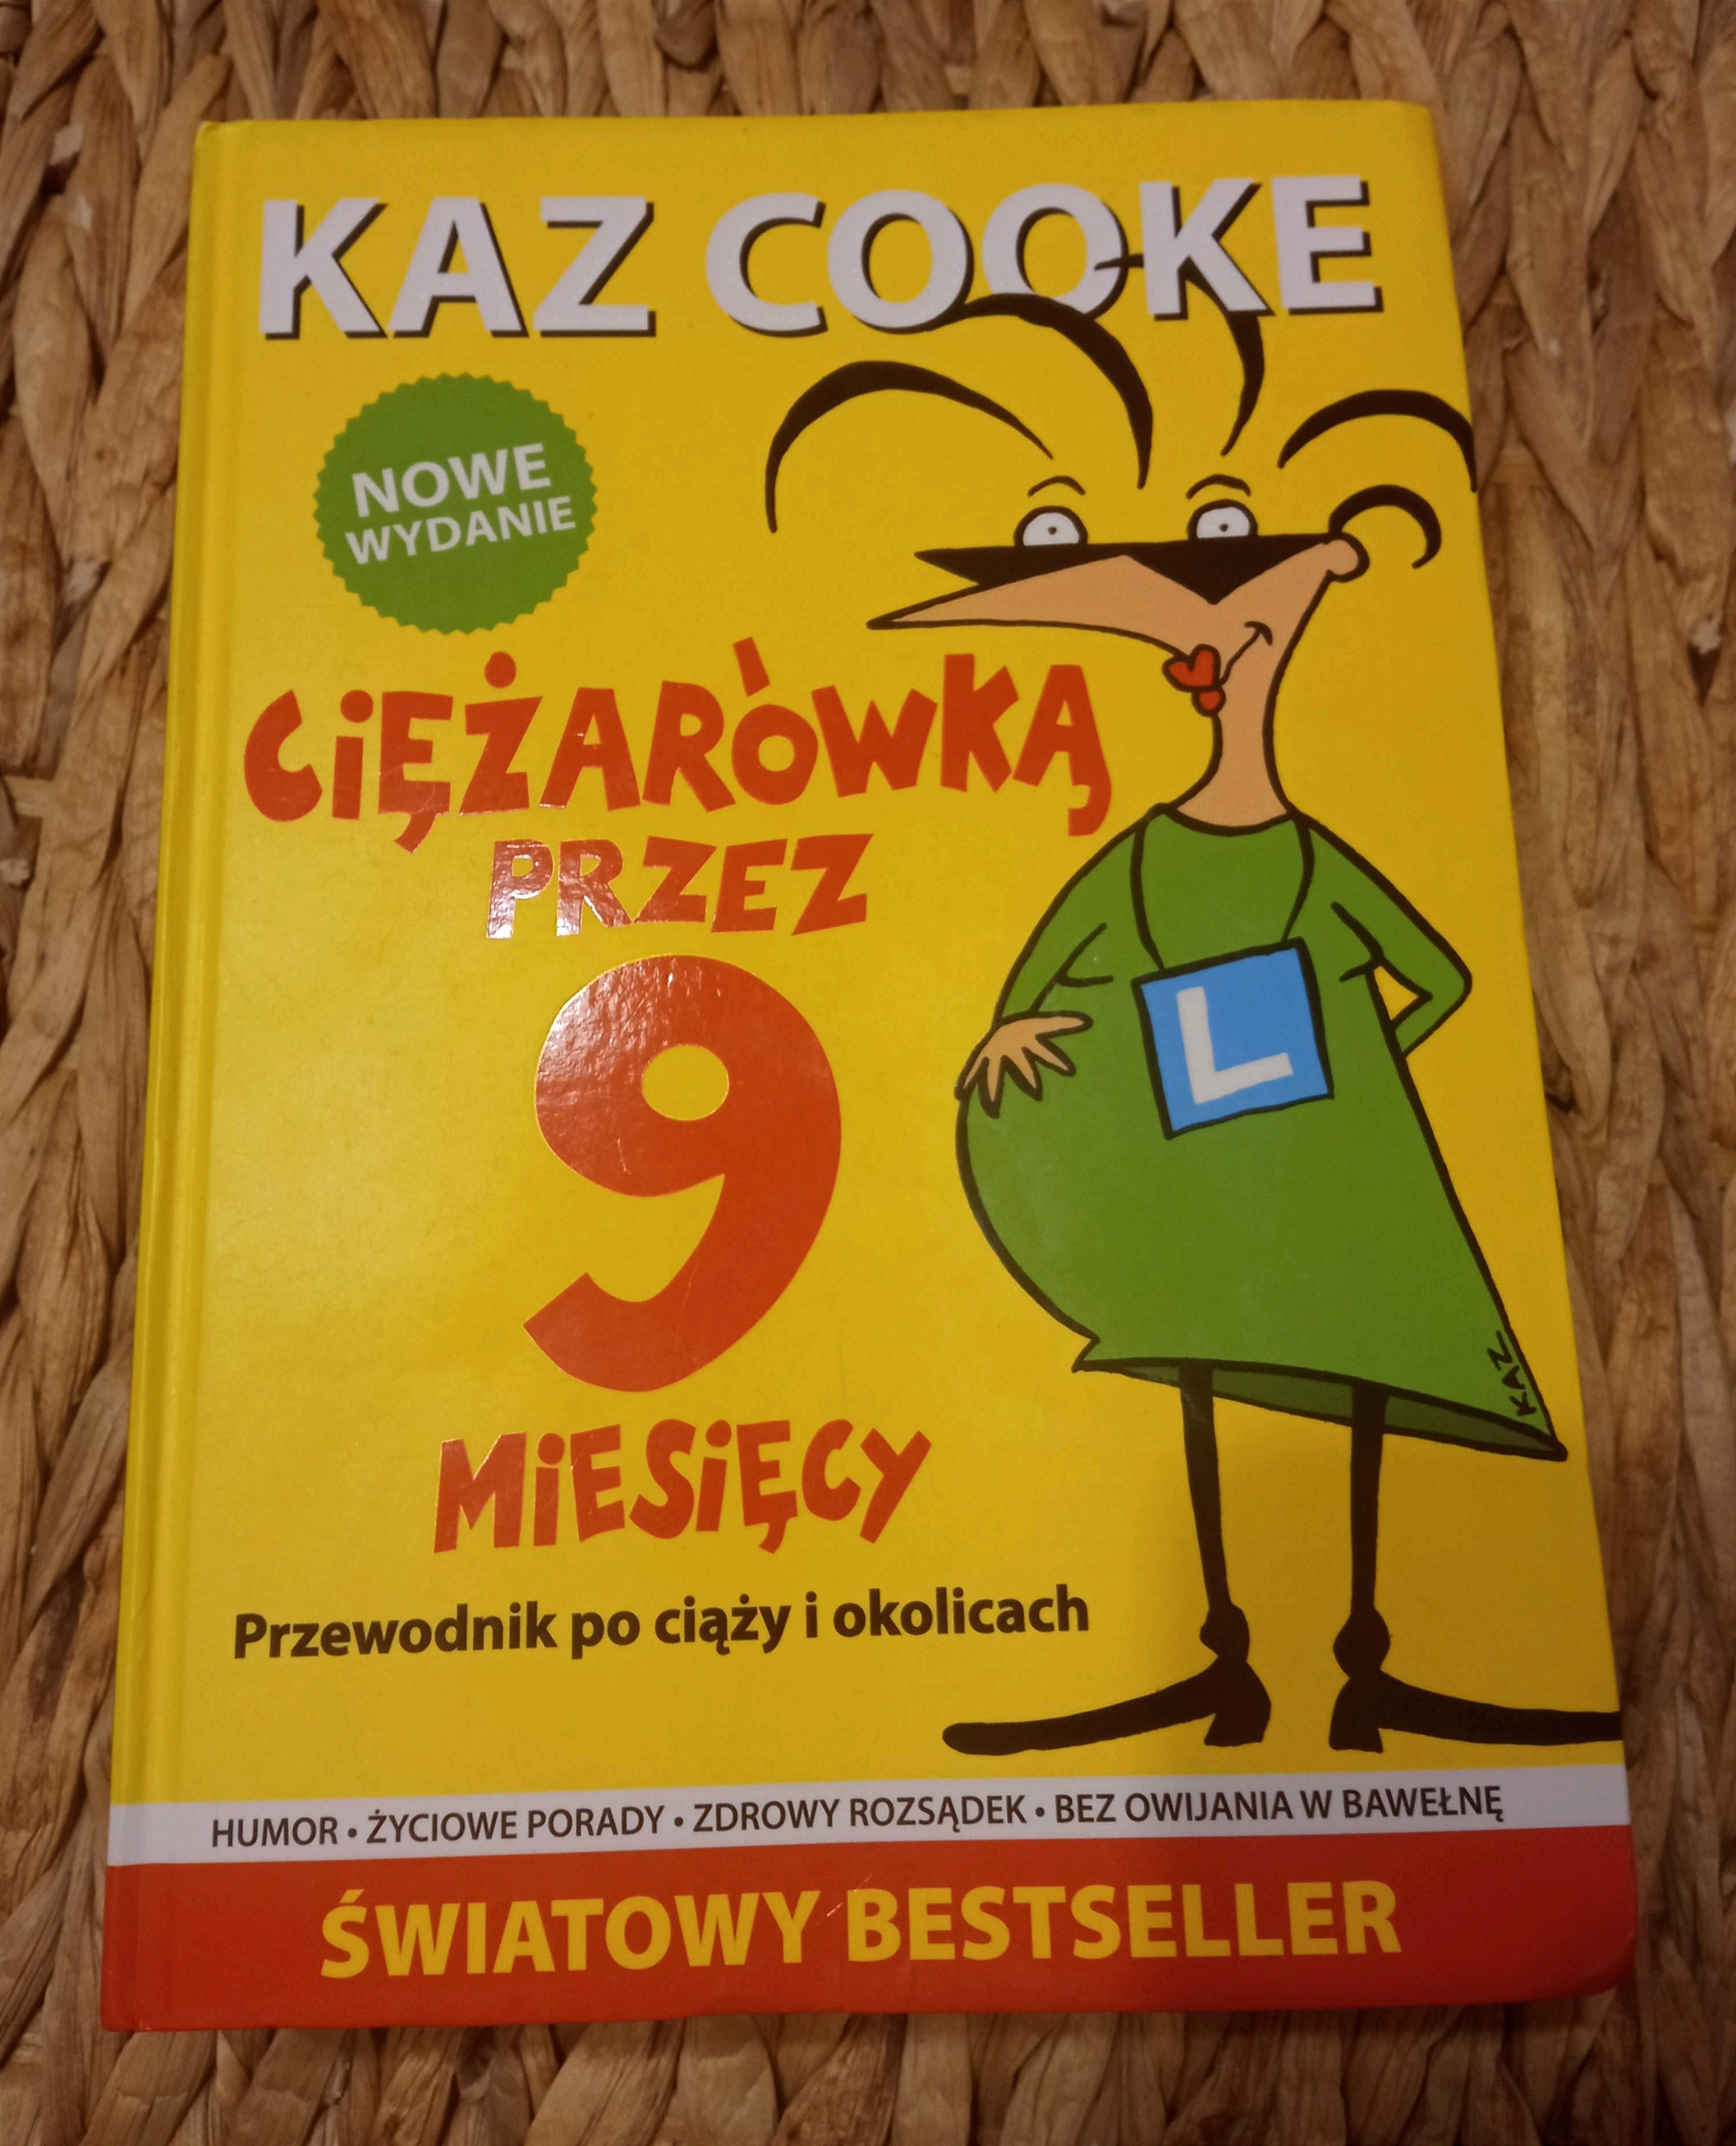 KAZ COOKE
NOWE
WYDANIE
CiĘŻARÓWKĄ
PRZEZ
9
MiESiĘCY
L
KAZ
Przewodnik po ciąży i okolicach
HUMOR • ŻYCIOWE PORADY • ZDROWY ROZSĄDEK • BEZ OWIJANIA W BAWEŁNĘ
ŚWIATOWY BESTSELLER